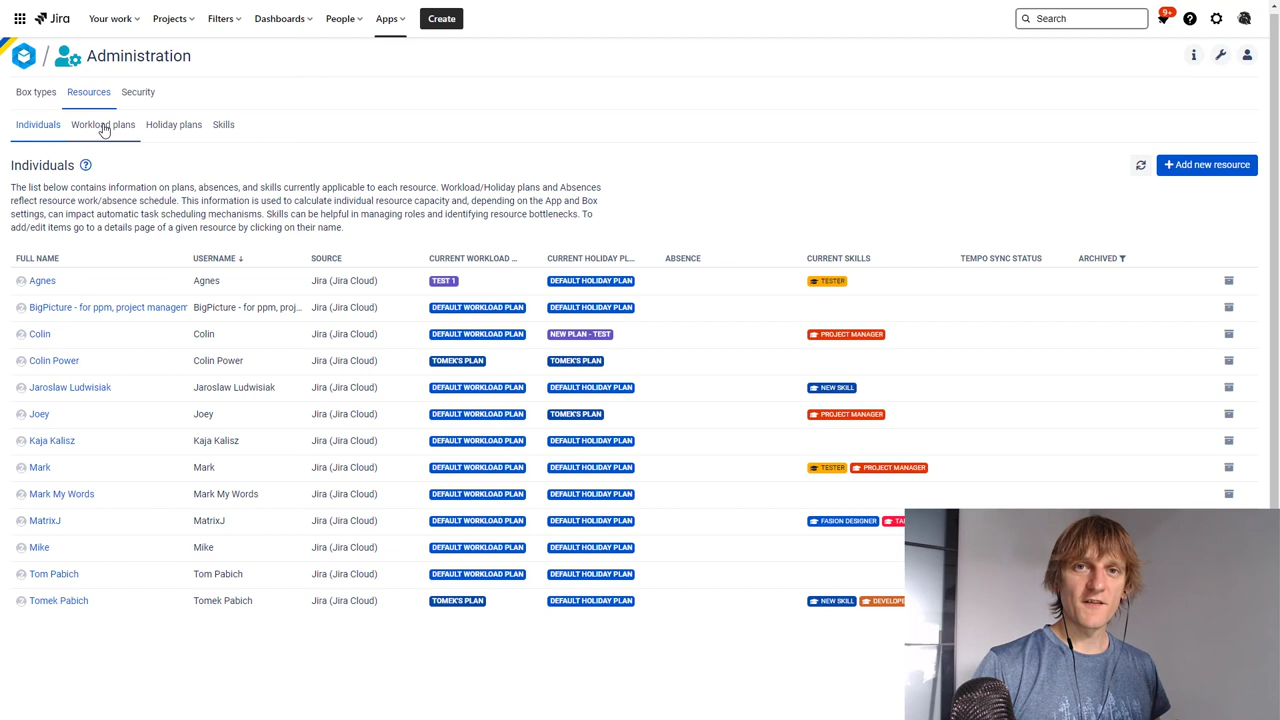 Jira Your work Projects Filters Dashboards People Apps Create Search 9+
/ Administration
Box types Resources Security
Individuals Workload plans Holiday plans Skills
Individuals
Add new resource
The list below contains information on plans, absences, and skills currently applicable to each resource. Workload/Holiday plans and Absences
reflect resource work/absence schedule. This information is used to calculate individual resource capacity and, depending on the App and Box
settings, can impact automatic task scheduling mechanisms. Skills can be helpful in managing roles and identifying resource bottlenecks. To
add/edit items go to a details page of a given resource by clicking on their name.
FULL NAME USERNAME SOURCE CURRENT WORKLOAD ... CURRENT HOLIDAY PL... ABSENCE CURRENT SKILLS TEMPO SYNC STATUS ARCHIVED
Agnes Agnes Jira (Jira Cloud) TEST 1 DEFAULT HOLIDAY PLAN TESTER
BigPicture - for ppm, project managem BigPicture - for ppm, proj... Jira (Jira Cloud) DEFAULT WORKLOAD PLAN DEFAULT HOLIDAY PLAN
Colin Colin Jira (Jira Cloud) DEFAULT WORKLOAD PLAN NEW PLAN - TEST PROJECT MANAGER
Colin Power Colin Power Jira (Jira Cloud) TOMEK'S PLAN TOMEK'S PLAN
Jaroslaw Ludwisiak Jaroslaw Ludwisiak Jira (Jira Cloud) DEFAULT WORKLOAD PLAN DEFAULT HOLIDAY PLAN NEW SKILL
Joey Joey Jira (Jira Cloud) DEFAULT WORKLOAD PLAN TOMEK'S PLAN PROJECT MANAGER
Kaja Kalisz Kaja Kalisz Jira (Jira Cloud) DEFAULT WORKLOAD PLAN DEFAULT HOLIDAY PLAN
Mark Mark Jira (Jira Cloud) DEFAULT WORKLOAD PLAN DEFAULT HOLIDAY PLAN TESTER PROJECT MANAGER
Mark My Words Mark My Words Jira (Jira Cloud) DEFAULT WORKLOAD PLAN DEFAULT HOLIDAY PLAN
MatrixJ MatrixJ Jira (Jira Cloud) DEFAULT WORKLOAD PLAN DEFAULT HOLIDAY PLAN FASION DESIGNER TAI
Mike Mike Jira (Jira Cloud) DEFAULT WORKLOAD PLAN DEFAULT HOLIDAY PLAN
Tom Pabich Tom Pabich Jira (Jira Cloud) DEFAULT WORKLOAD PLAN DEFAULT HOLIDAY PLAN
Tomek Pabich Tomek Pabich Jira (Jira Cloud) TOMEK'S PLAN DEFAULT HOLIDAY PLAN NEW SKILL DEVELOPE